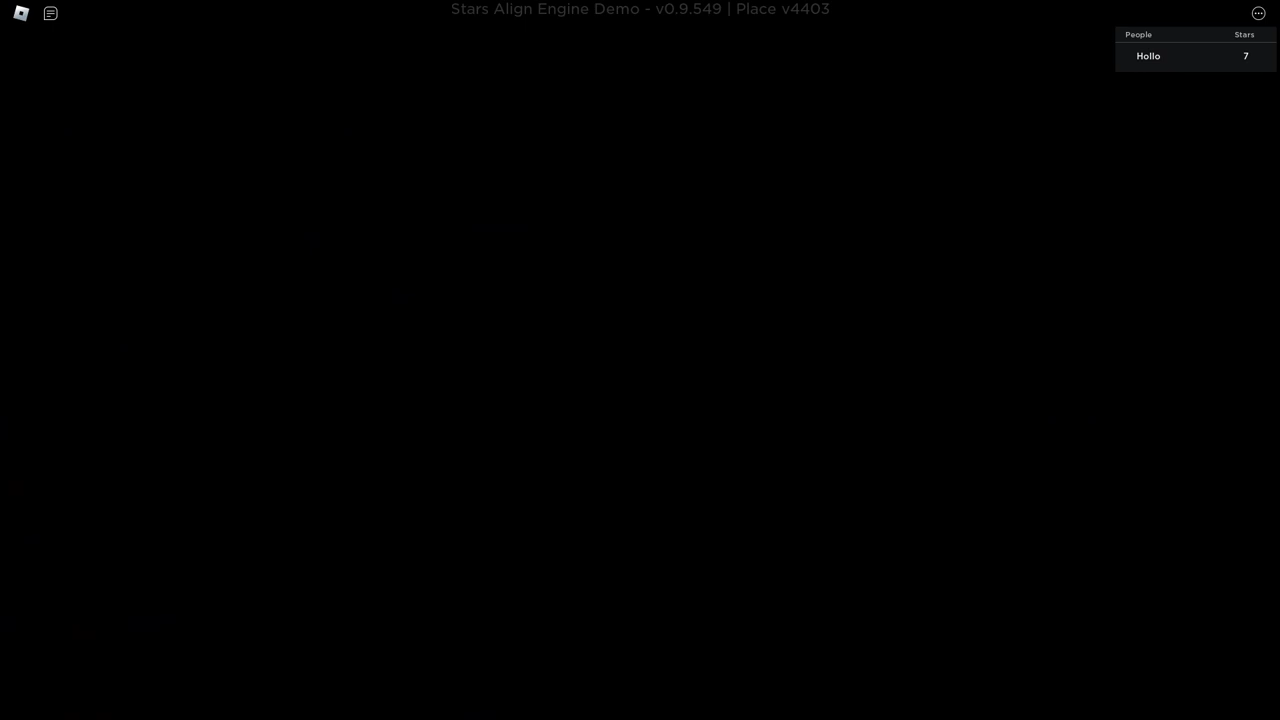 Stars Align Engine Demo - v0.9.549 | Place v4403
People Stars
Hollo 7